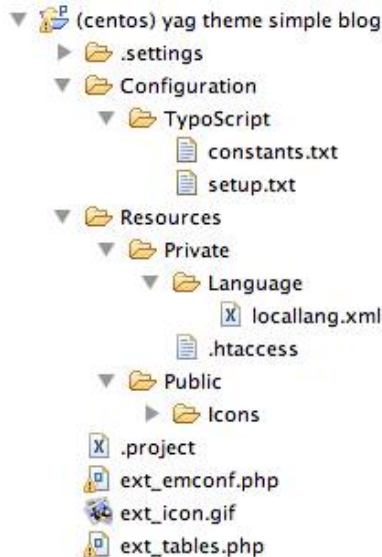 (centos) yag theme simple blog
.settings
Configuration
TypoScript
constants.txt
setup.txt
Resources
Private
Language
locallang.xml
.htaccess
Public
Icons
.project
ext_emconf.php
ext_icon.gif
ext_tables.php